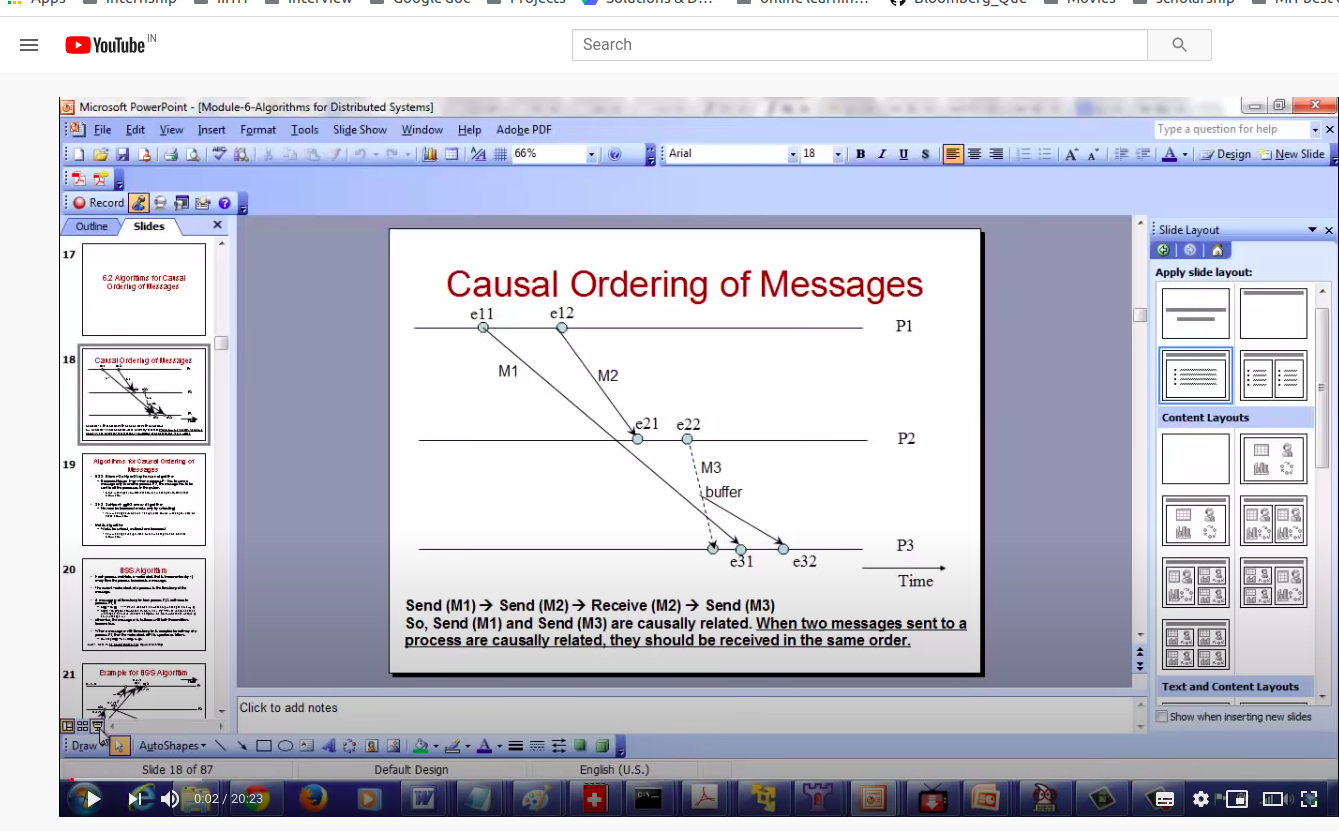 Apps Internship Interview Google doc Projects Solutions & D... online learnin... Bloomberg_Que Movies scholarship
YouTube IN
Search
Microsoft PowerPoint - [Module-6-Algorithms for Distributed Systems]
File Edit View Insert Format Tools Slide Show Window Help Adobe PDF
Type a question for help
66% Arial 18 B I U S Design New Slide
Record
Outline Slides
Slide Layout
Apply slide layout:
17
6.2 Algorithms for Causal
Ordering of Messages
18
Causal Ordering of Messages
19
Algorithms for Causal Ordering of
Messages
20
BSS Algorithm
21
Example for BSS Algorithm
Causal Ordering of Messages
e11 e12
P1
M1 M2
e21 e22
P2
M3
buffer
P3
e31 e32
Time
Send (M1) → Send (M2) → Receive (M2) → Send (M3)
So, Send (M1) and Send (M3) are causally related. When two messages sent to a
process are causally related, they should be received in the same order.
Content Layouts
Text and Content Layouts
Show when inserting new slides
Click to add notes
Draw AutoShapes
Slide 18 of 87 Default Design English (U.S.)
0:02 / 20:23